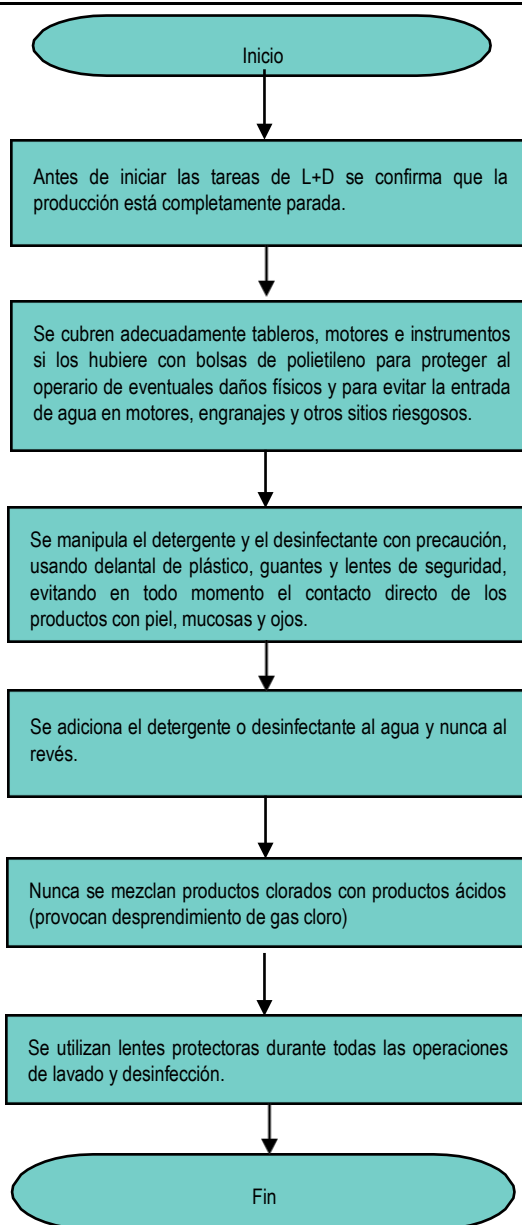 Inicio
Antes de iniciar las tareas de L+D se confirma que la
producción está completamente parada.
Se cubren adecuadamente tableros, motores e instrumentos
si los hubiere con bolsas de polietileno para proteger al
operario de eventuales daños físicos y para evitar la entrada
de agua en motores, engranajes y otros sitios riesgosos.
Se manipula el detergente y el desinfectante con precaución,
usando delantal de plástico, guantes y lentes de seguridad,
evitando en todo momento el contacto directo de los
productos con piel, mucosas y ojos.
Se adiciona el detergente o desinfectante al agua y nunca al
revés.
Nunca se mezclan productos clorados con productos ácidos
(provocan desprendimiento de gas cloro)
Se utilizan lentes protectoras durante todas las operaciones
de lavado y desinfección.
Fin